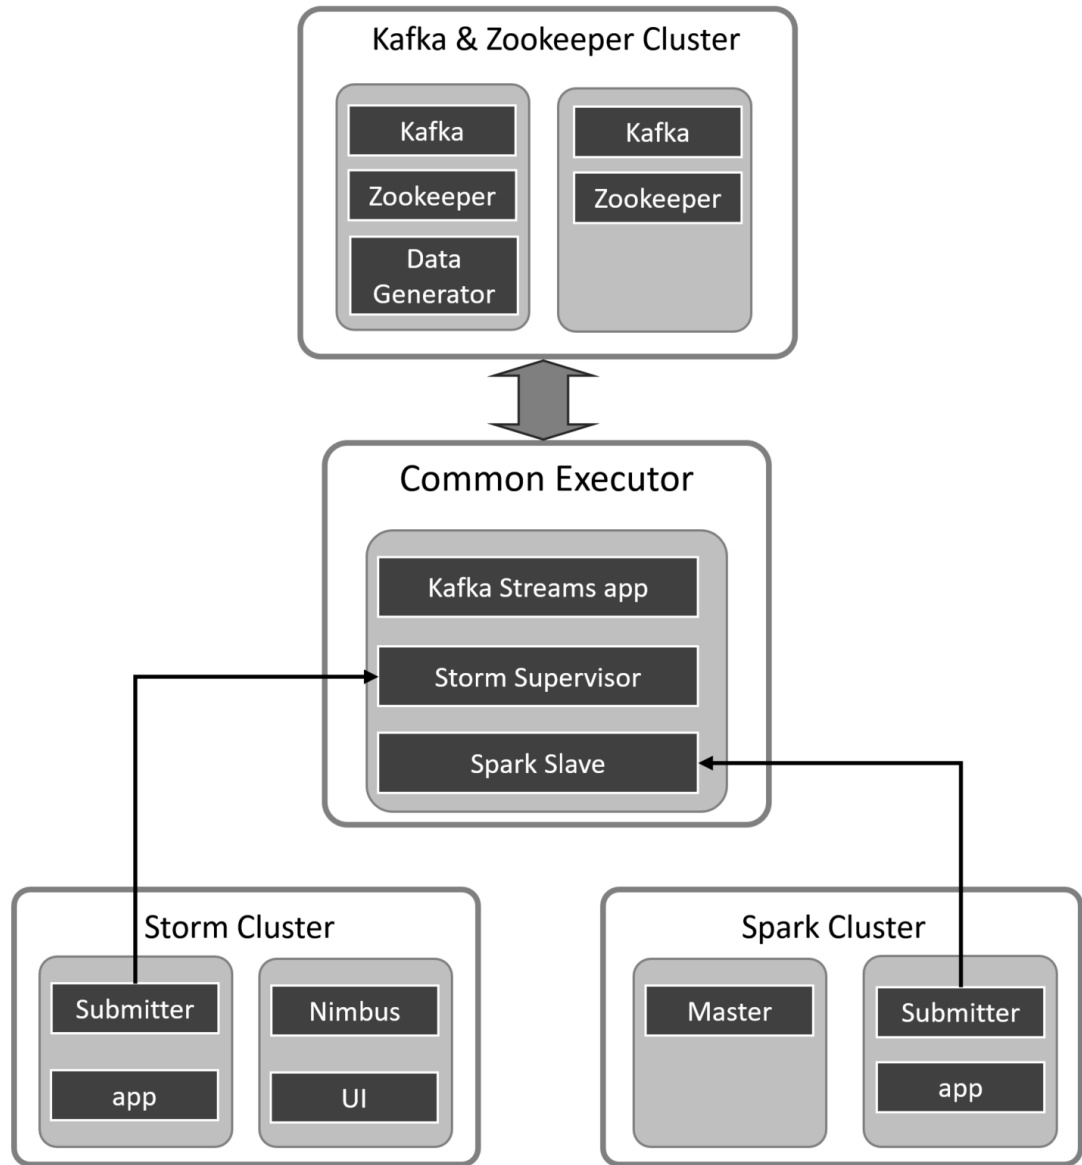 Kafka & Zookeeper Cluster
Kafka
Zookeeper
Data
Generator
Kafka
Zookeeper
Common Executor
Kafka Streams app
Storm Supervisor
Spark Slave
Storm Cluster
Submitter
app
Nimbus
UI
Spark Cluster
Master
Submitter
app